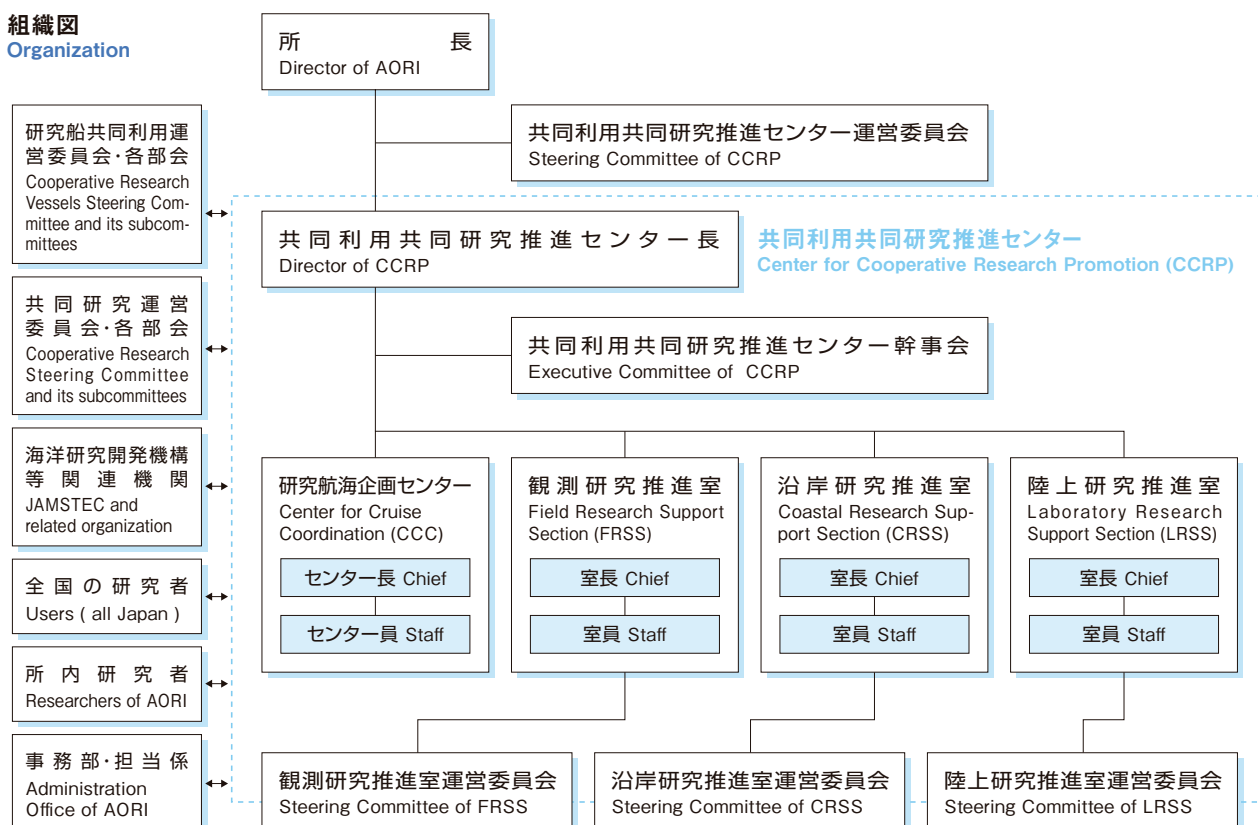 組織図
Organization
所長
Director of AORI
共同利用共同研究推進センター運営委員会
Steering Committee of CCRP
研究船共同利用運
営委員会・各部会
Cooperative Research
Vessels Steering Com-
mittee and its subcom-
mittees
共同研究運営
委員会・各部会
Cooperative Research
Steering Committee
and its subcommittees
海洋研究開発機構
等関連機関
JAMSTEC and
related organization
全国の研究者
Users ( all Japan )
所内研究者
Researchers of AORI
事務部・担当係
Administration
Office of AORI
共同利用共同研究推進センター長
Director of CCRP
共同利用共同研究推進センター
Center for Cooperative Research Promotion (CCRP)
共同利用共同研究推進センター幹事会
Executive Committee of CCRP
研究航海企画センター
Center for Cruise
Coordination (CCC)
センター長 Chief
センター員 Staff
観測研究推進室
Field Research Support
Section (FRSS)
室長 Chief
室員 Staff
沿岸研究推進室
Coastal Research Sup-
port Section (CRSS)
室長 Chief
室員 Staff
陸上研究推進室
Laboratory Research
Support Section (LRSS)
室長 Chief
室員 Staff
観測研究推進室運営委員会
Steering Committee of FRSS
沿岸研究推進室運営委員会
Steering Committee of CRSS
陸上研究推進室運営委員会
Steering Committee of LRSS